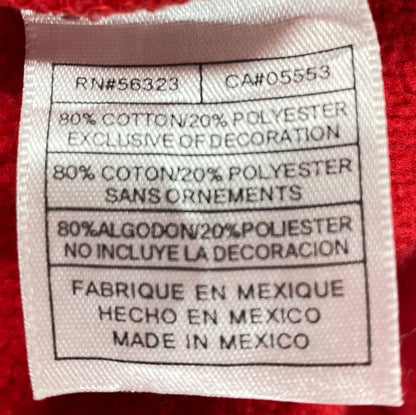 RN#56323 CA#05553
80% COTTON/20% POLYESTER
EXCLUSIVE OF DECORATION
80% COTON/20% POLYESTER
SANS ORNEMENTS
80%ALGODON/20%POLIESTER
NO INCLUYE LA DECORACION
FABRIQUE EN MEXIQUE
HECHO EN MEXICO
MADE IN MEXICO